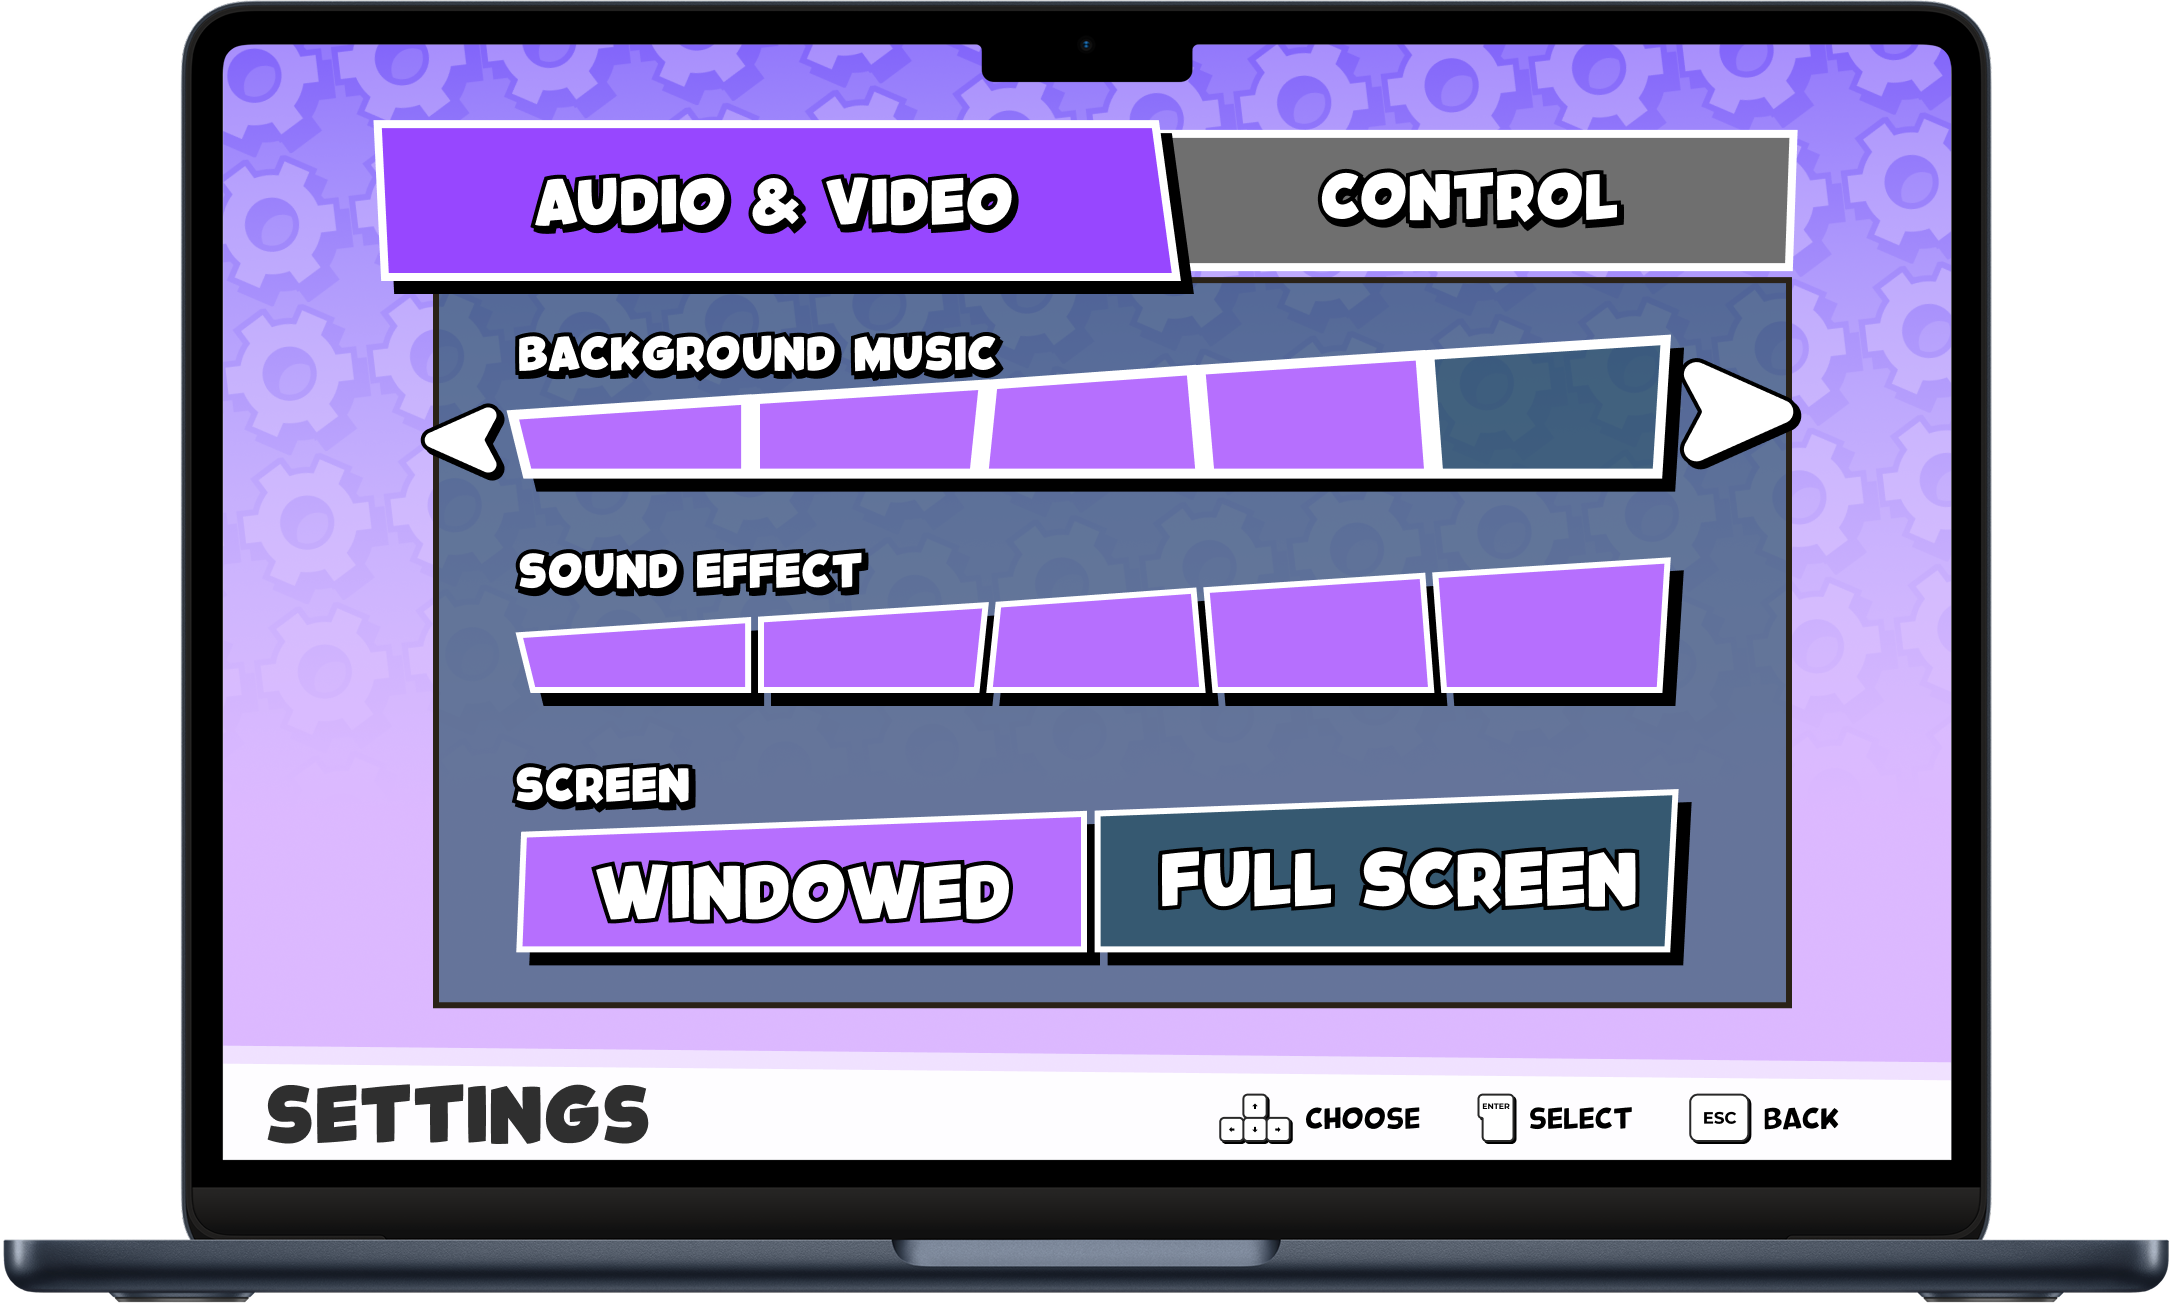 AUDIO & VIDEO
CONTROL
BACKGROUND MUSIC
SOUND EFFECT
SCREEN
WINDOWED
FULL SCREEN
SETTINGS
CHOOSE
ENTER
SELECT
ESC
BACK